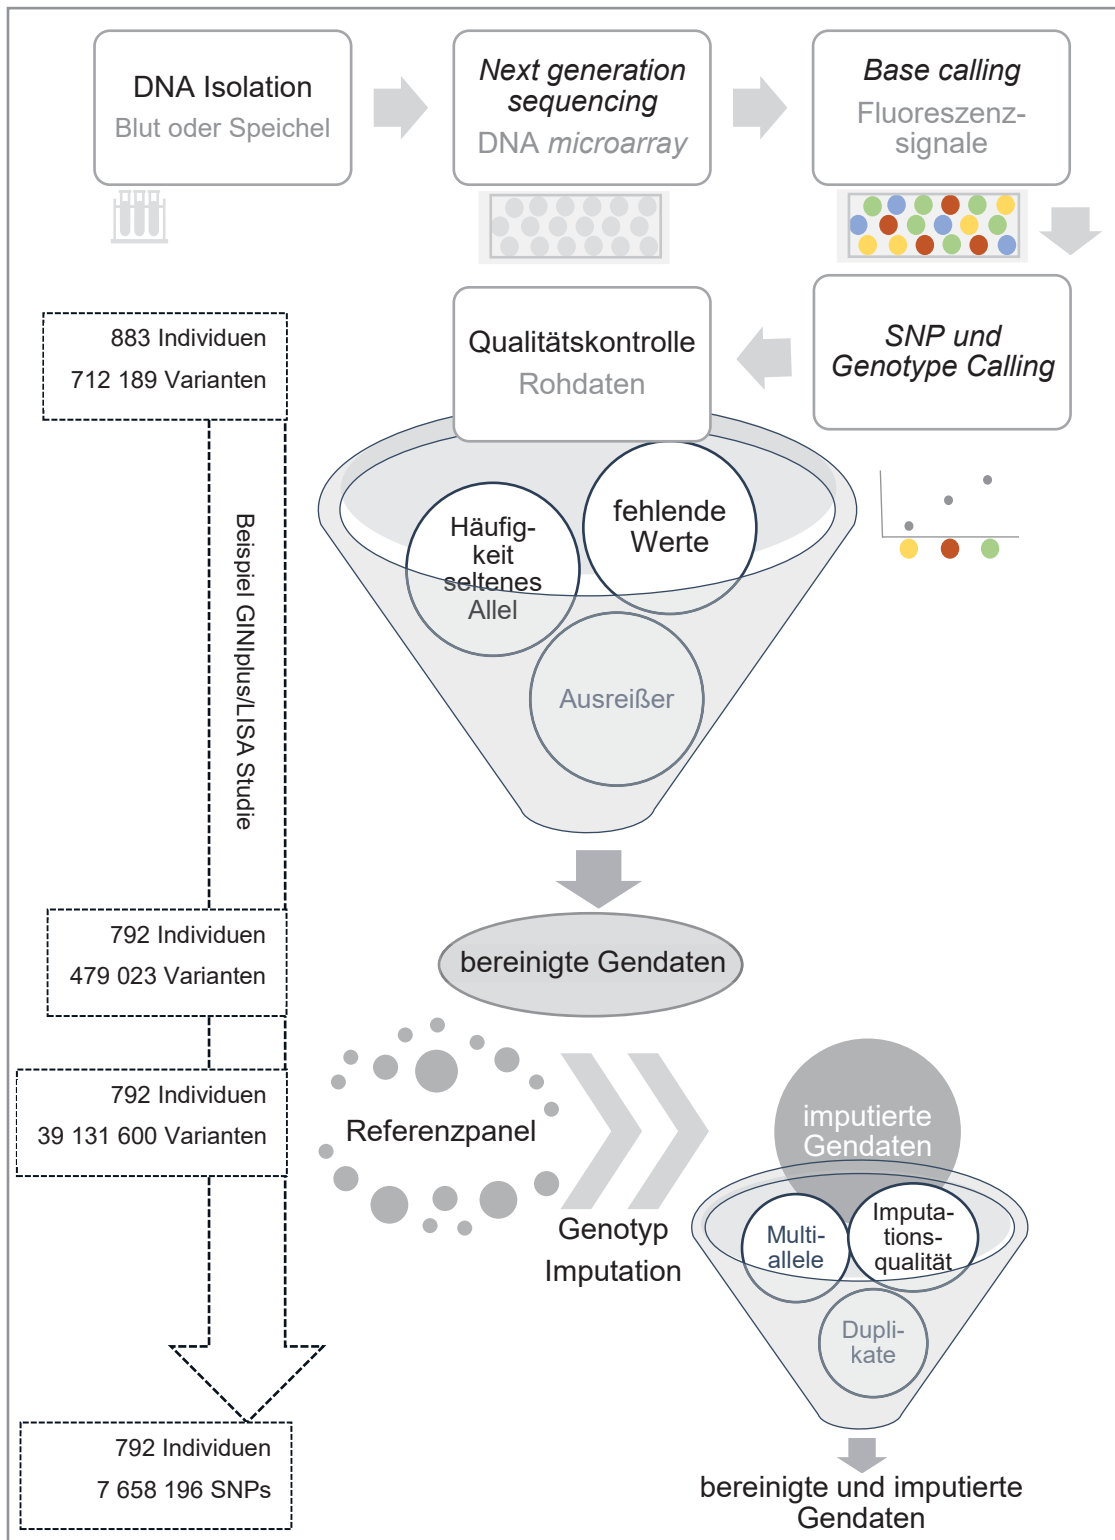 DNA Isolation
Blut oder Speichel
Next generation
sequencing
DNA microarray
Base calling
Fluoreszenz-
signale
SNP und
Genotype Calling
Qualitätskontrolle
Rohdaten
883 Individuen
712 189 Varianten
Beispiel GINIplus/LISA Studie
Häufig-
keit
seltenes
Allel
fehlende
Werte
Ausreißer
792 Individuen
479 023 Varianten
bereinigte Gendaten
792 Individuen
39 131 600 Varianten
Referenzpanel
Genotyp
Imputation
imputierte
Gendaten
Multi-
allele
Imputa-
tionsqualität
Dupli-
kate
792 Individuen
7 658 196 SNPs
bereinigte und imputierte
Gendaten